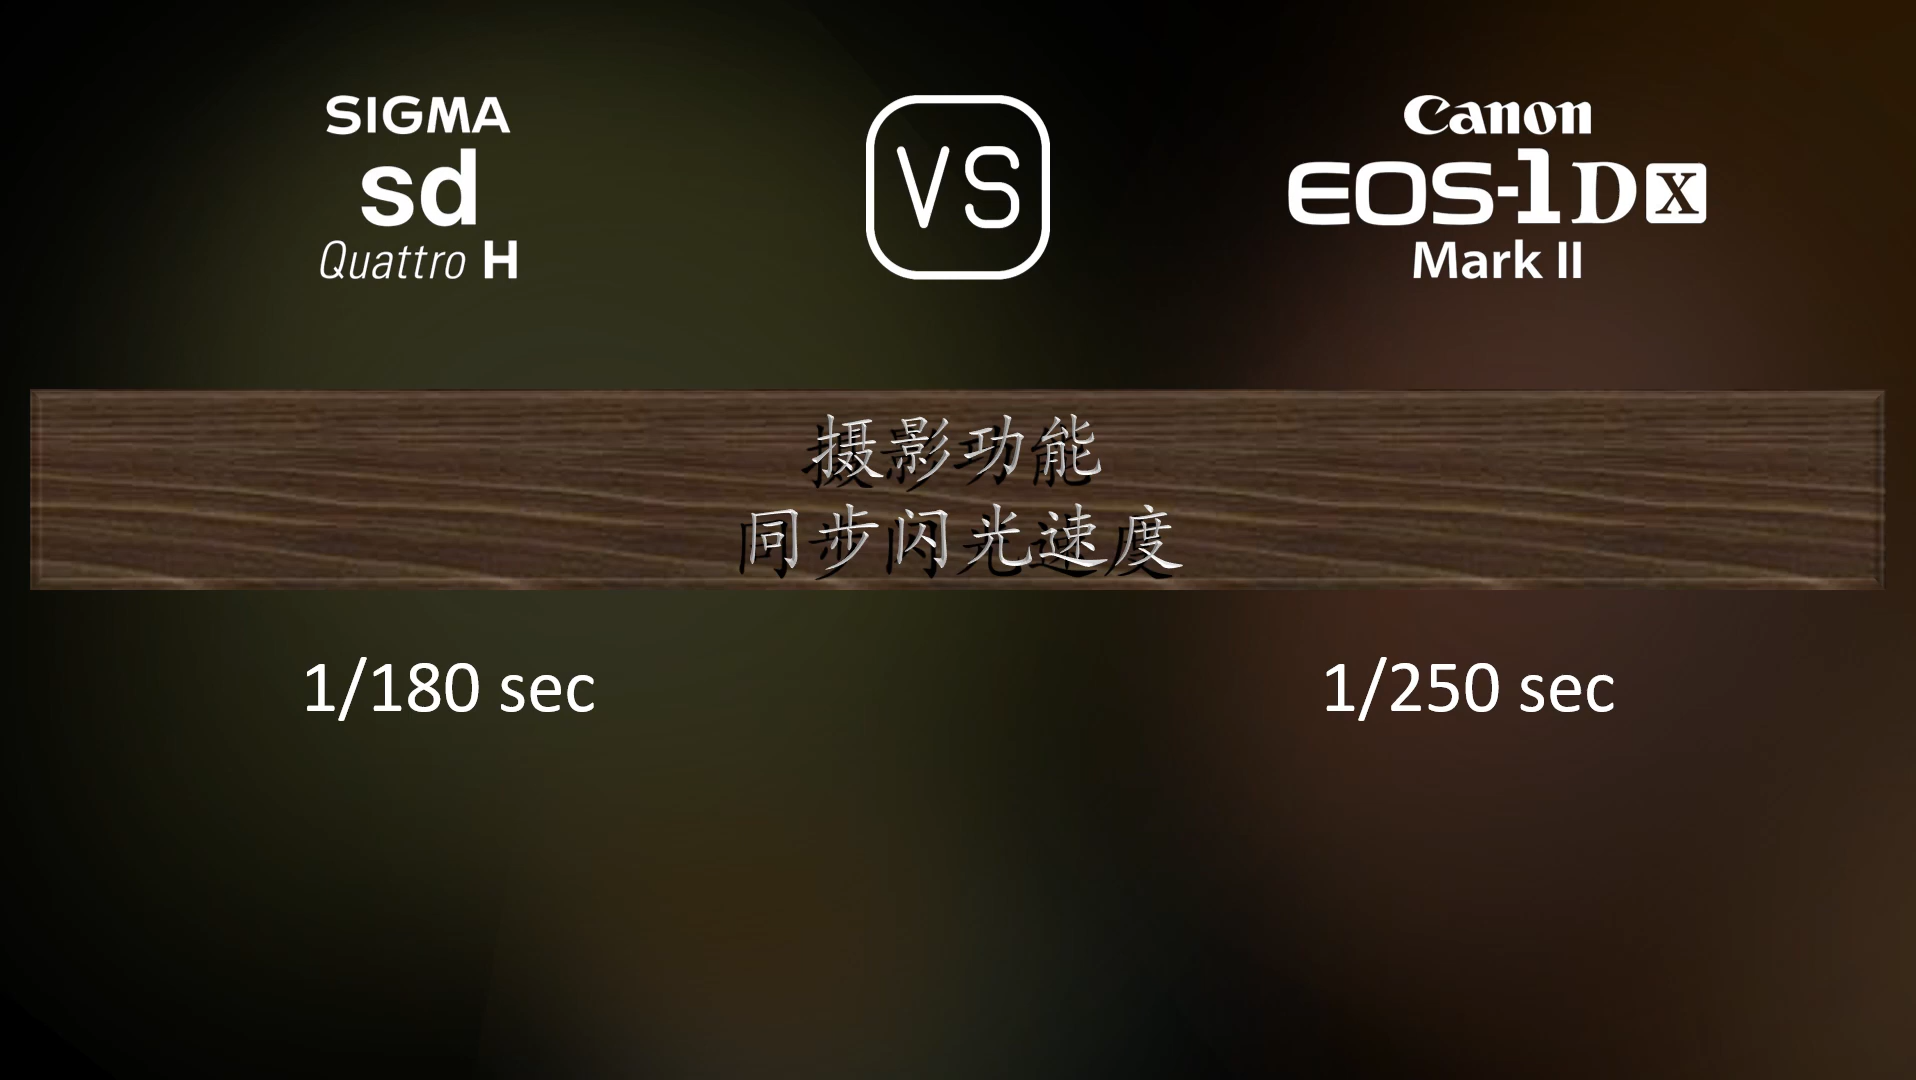 SIGMA
sd
Quattro H
VS
Canon
EOS-1D X
Mark II
摄影功能
同步闪光速度
1/180 sec
1/250 sec